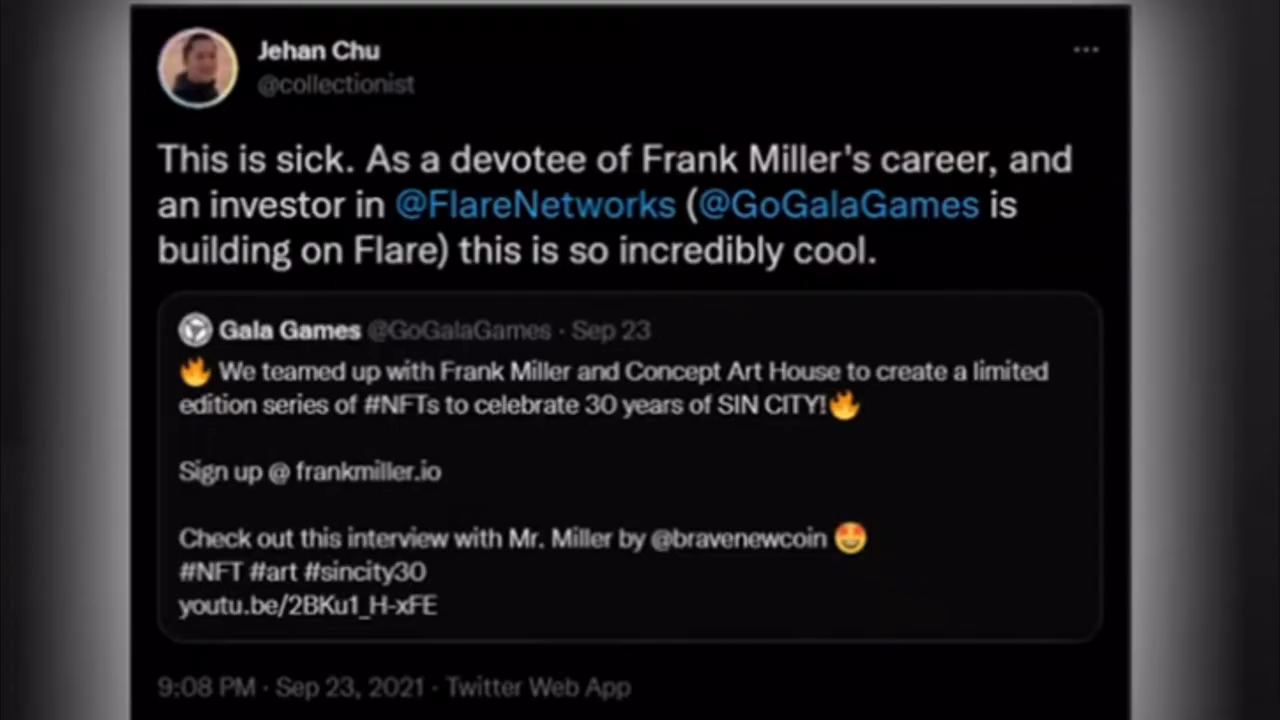 Jehan Chu
@collectionist
This is sick. As a devotee of Frank Miller's career, and
an investor in @FlareNetworks (@GoGalaGames is
building on Flare) this is so incredibly cool.
Gala Games @GoGalaGames · Sep 23
🔥 We teamed up with Frank Miller and Concept Art House to create a limited
edition series of #NFTs to celebrate 30 years of SIN CITY!🔥
Sign up @ frankmiller.io
Check out this interview with Mr. Miller by @bravenewcoin 🤩
#NFT #art #sincity30
youtu.be/2BKu1_H-xFE
9:08 PM · Sep 23, 2021 · Twitter Web App